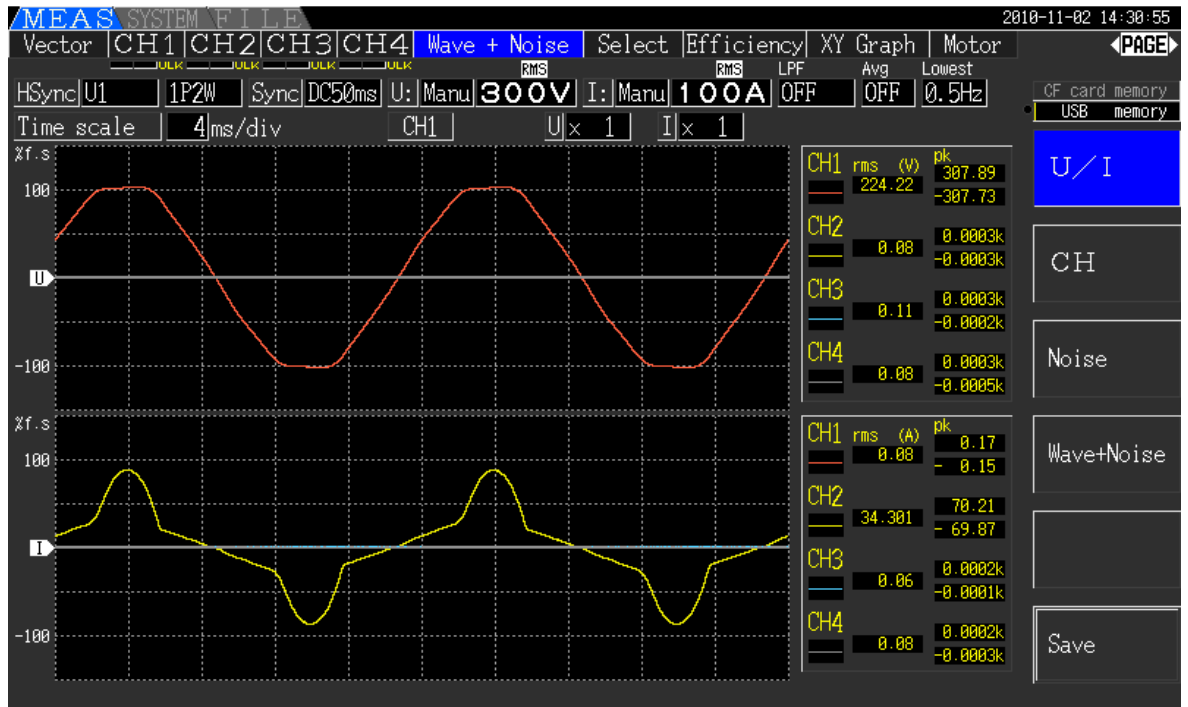 MEAS SYSTEM FILE 2010-11-02 14:30:55
Vector CH1 CH2 CH3 CH4 Wave + Noise Select Efficiency XY Graph Motor PAGE
ULK ULK ULK ULK RMS RMS LPF Avg Lowest
HSync U1 1P2W Sync DC50ms U: Manu 300V I: Manu 100A OFF OFF 0.5Hz
CF card memory
USB memory
Time scale 4 ms/div CH1 U × 1 I × 1
%f.s
100
U
-100
CH1 rms (V) pk
224.22 307.89
-307.73
CH2
0.08 0.0003k
-0.0003k
CH3
0.11 0.0003k
-0.0002k
CH4
0.08 0.0003k
-0.0005k
%f.s
100
I
-100
CH1 rms (A) pk
0.08 0.17
- 0.15
CH2
34.301 70.21
- 69.87
CH3
0.06 0.0002k
-0.0001k
CH4
0.08 0.0002k
-0.0003k
U/I
CH
Noise
Wave+Noise
Save